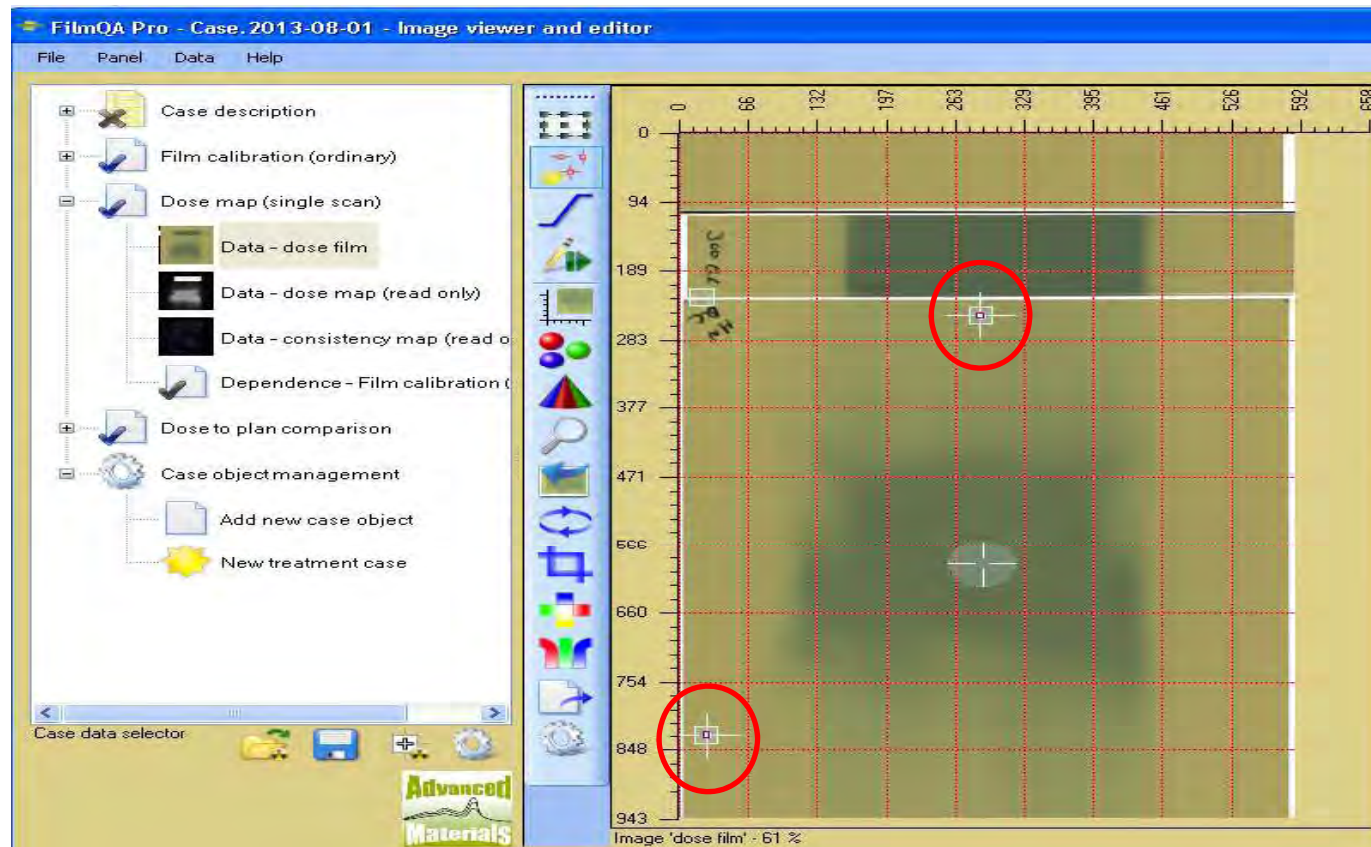 FilmQA Pro - Case.2013-08-01 - Image viewer and editor
File Panel Data Help
Case description
Film calibration (ordinary)
Dose map (single scan)
Data - dose film
Data - dose map (read only)
Data - consistency map (read o
Dependence - Film calibration (
Dose to plan comparison
Case object management
Add new case object
New treatment case
Case data selector
Advanced
Materials
0 66 132 197 263 329 395 461 526 592 658
0
94
189
283
377
471
566
660
754
848
943
Image 'dose film' - 61 %